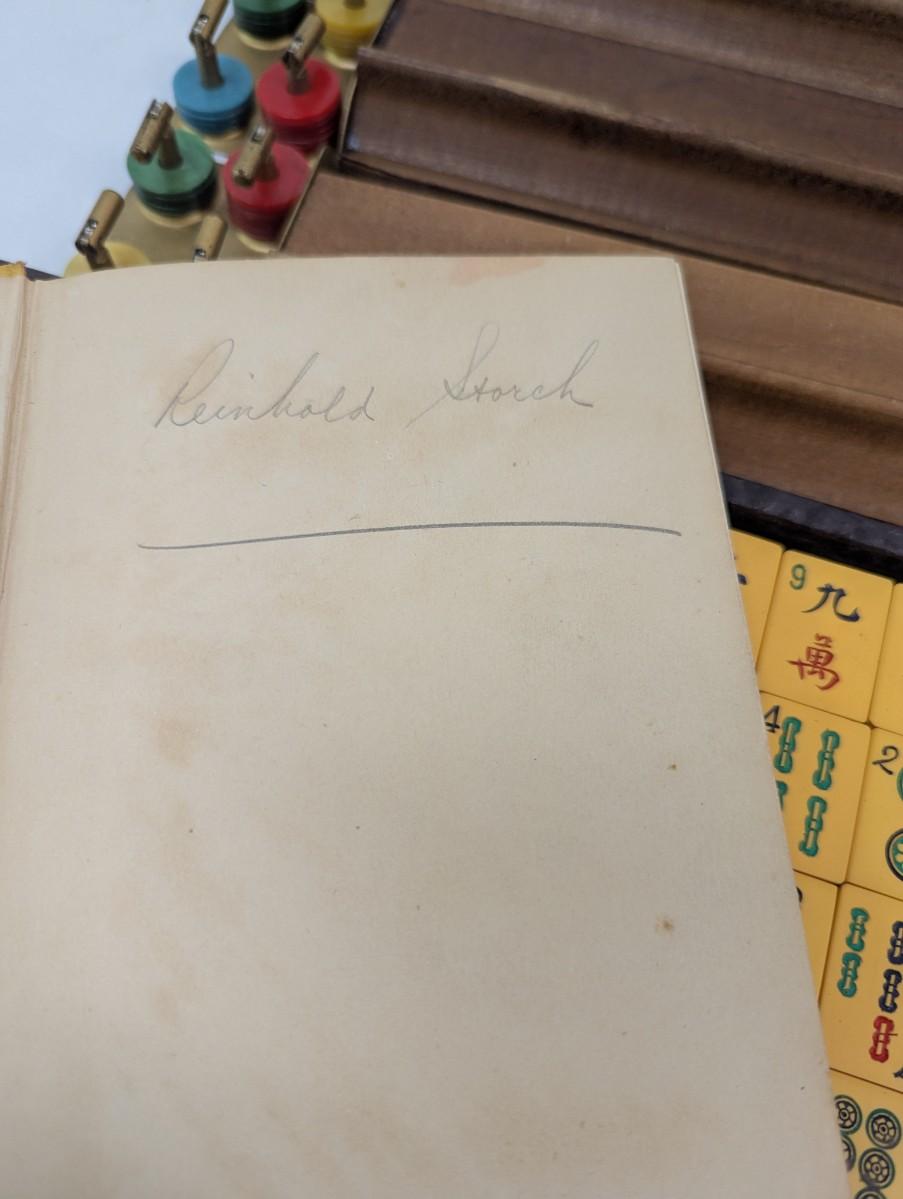 Reinhold Storch
9 九
萬
4
2